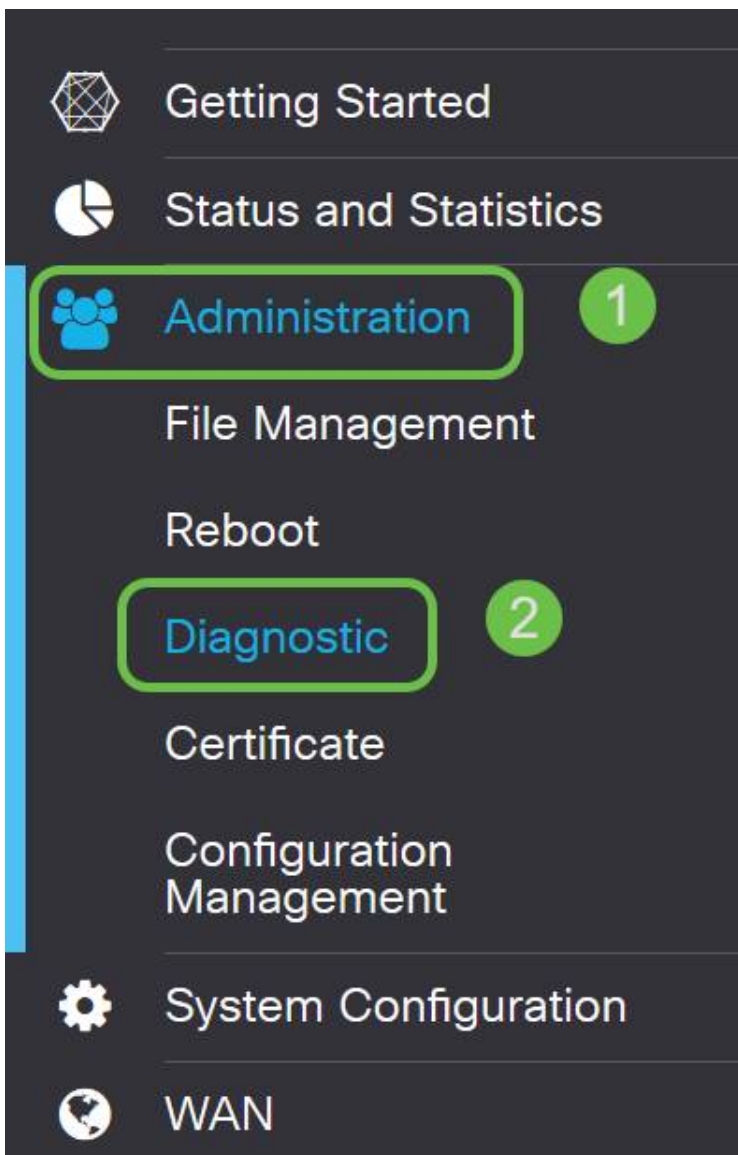 Getting Started
Status and Statistics
Administration
1
File Management
Reboot
Diagnostic
2
Certificate
Configuration
Management
System Configuration
WAN